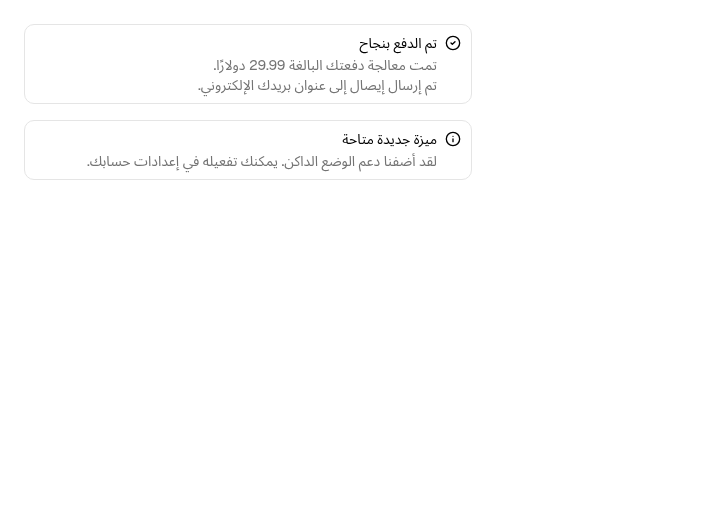 تم الدفع بنجاح
تمت معالجة دفعتك البالغة 29.99 دولارًا.
تم إرسال إيصال إلى عنوان بريدك الإلكتروني.
ميزة جديدة متاحة
لقد أضفنا دعم الوضع الداكن. يمكنك تفعيله في إعدادات حسابك.